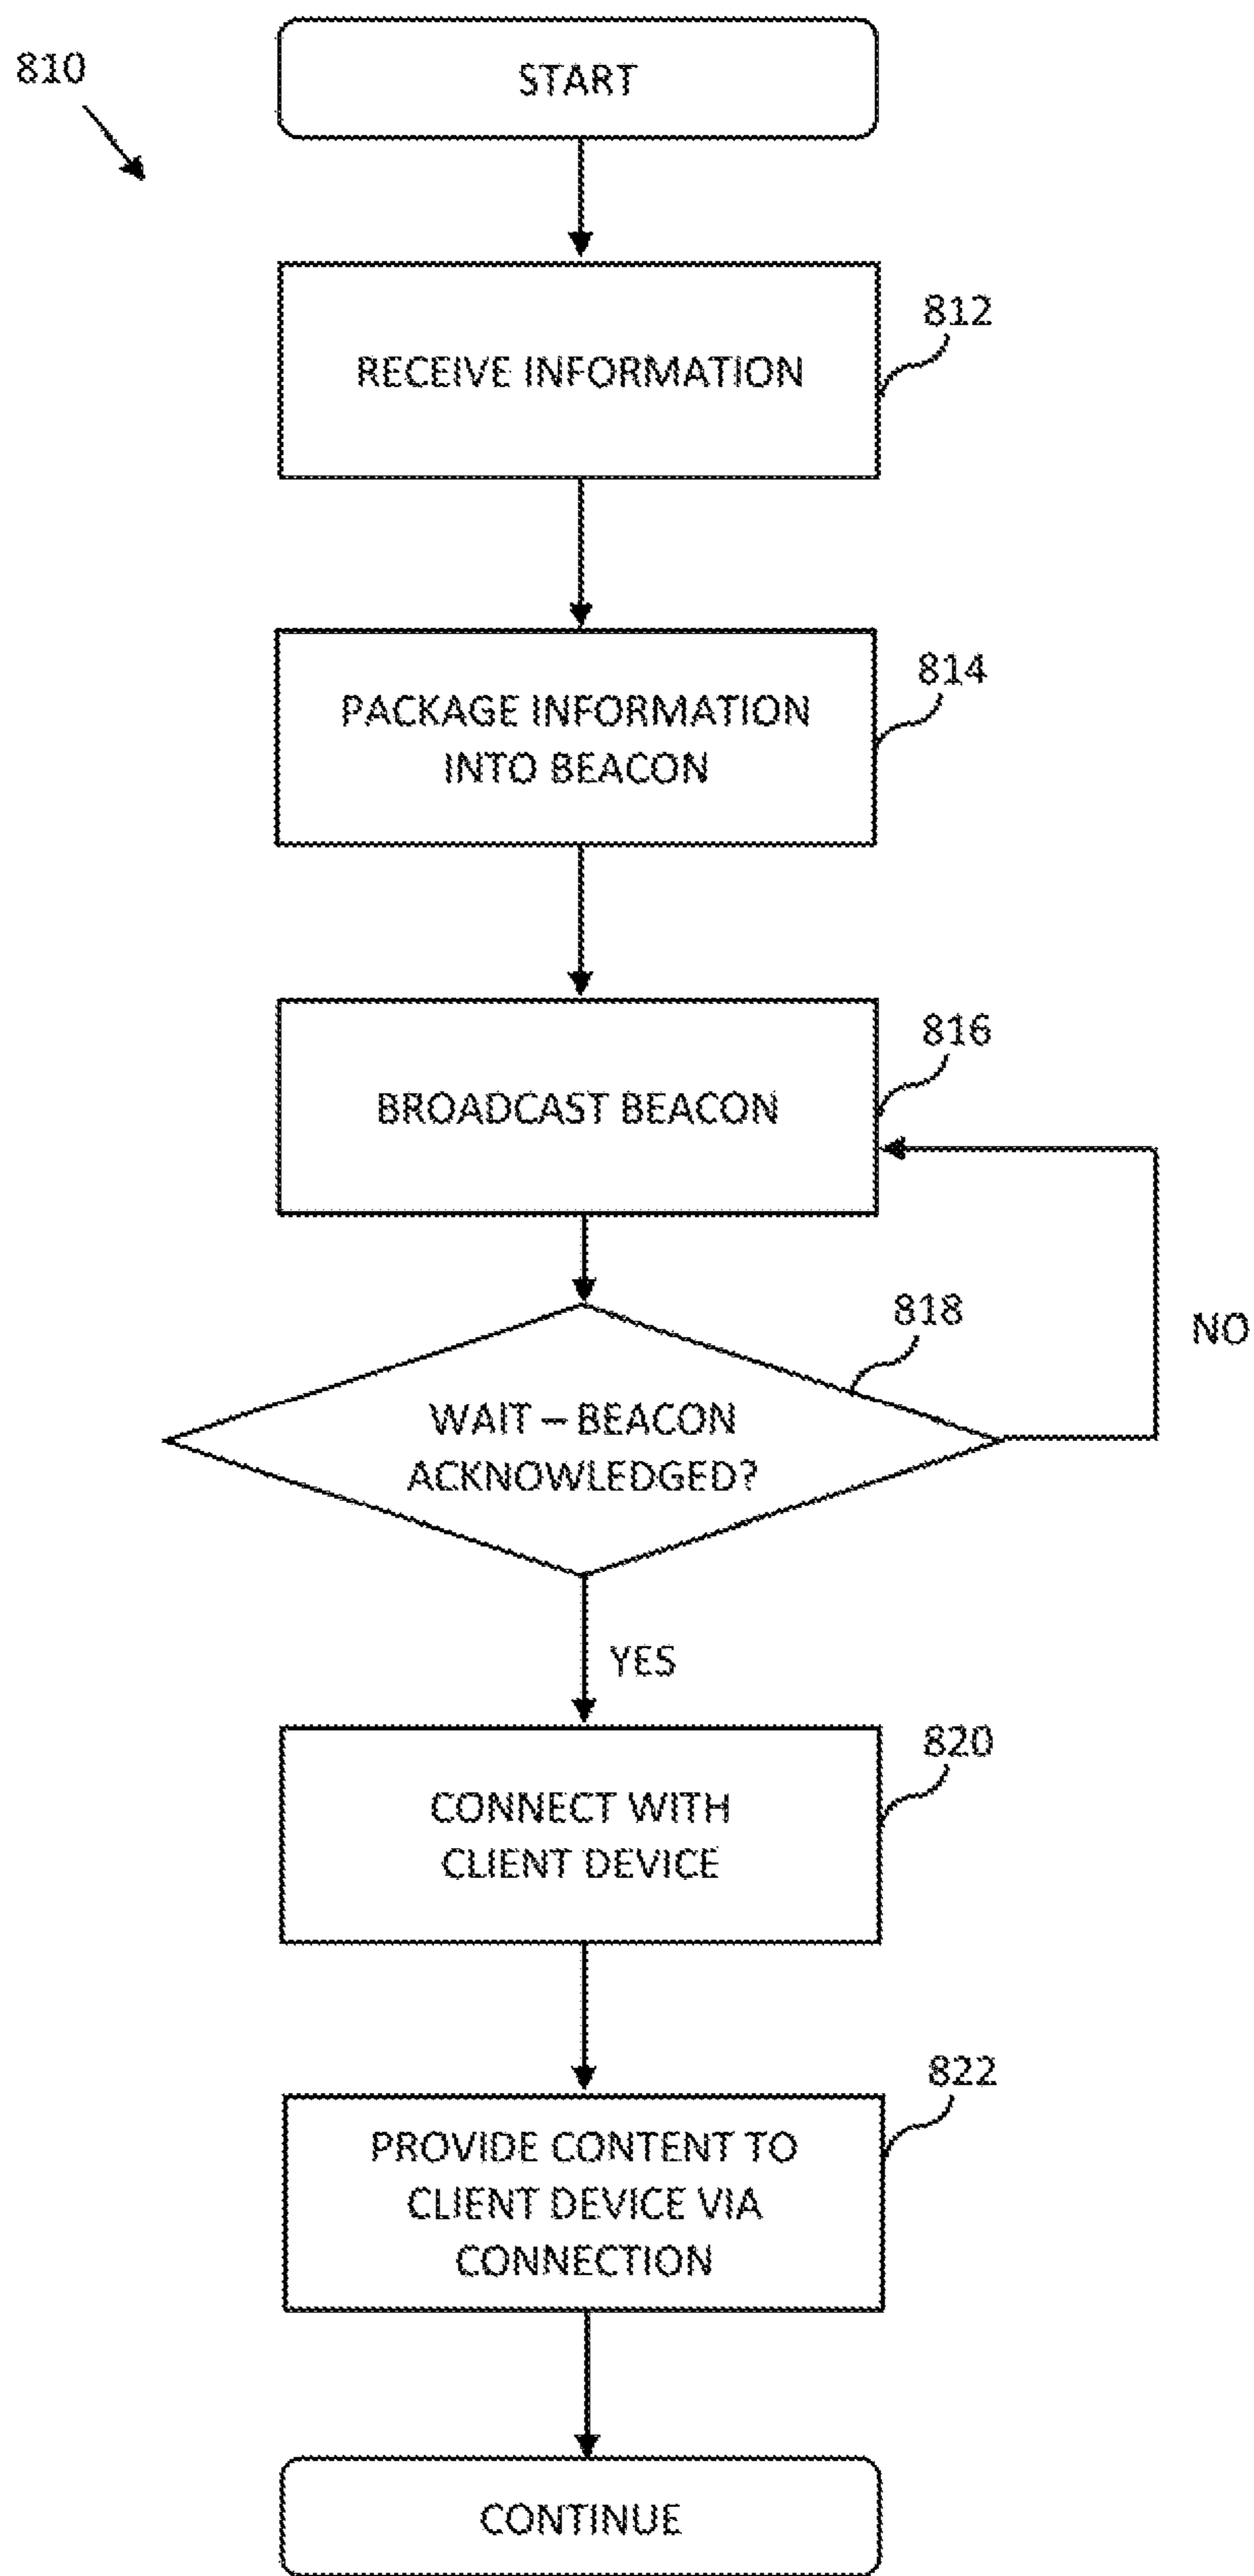 810
START
812
RECEIVE INFORMATION
814
PACKAGE INFORMATION
INTO BEACON
816
BROADCAST BEACON
818
NO
WAIT – BEACON
ACKNOWLEDGED?
YES
820
CONNECT WITH
CLIENT DEVICE
822
PROVIDE CONTENT TO
CLIENT DEVICE VIA
CONNECTION
CONTINUE